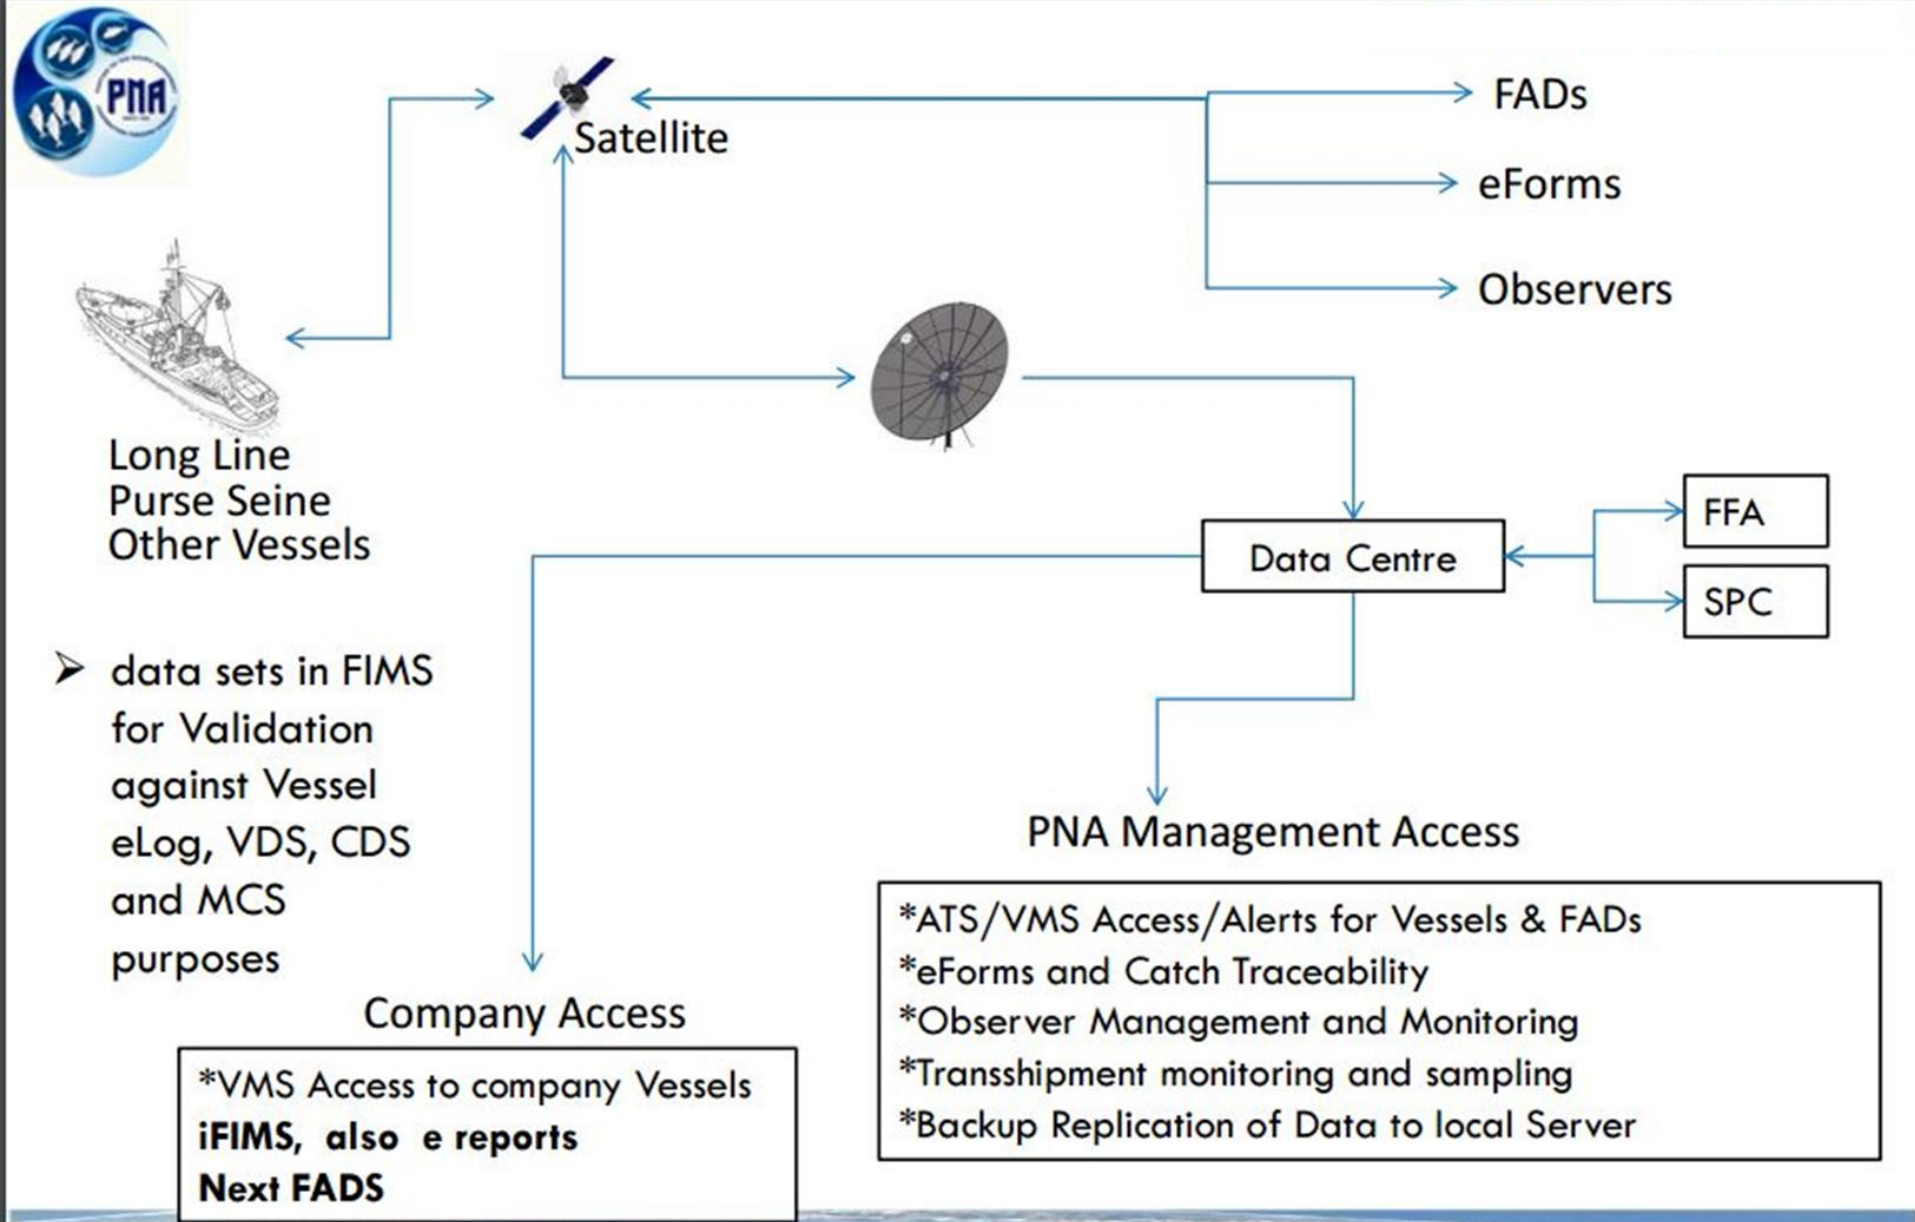 PNA
Satellite
FADs
eForms
Observers
Long Line
Purse Seine
Other Vessels
Data Centre
FFA
SPC
➢ data sets in FIMS
for Validation
against Vessel
eLog, VDS, CDS
and MCS
purposes
PNA Management Access
*ATS/VMS Access/Alerts for Vessels & FADs
*eForms and Catch Traceability
*Observer Management and Monitoring
*Transshipment monitoring and sampling
*Backup Replication of Data to local Server
Company Access
*VMS Access to company Vessels
iFIMS, also e reports
Next FADS